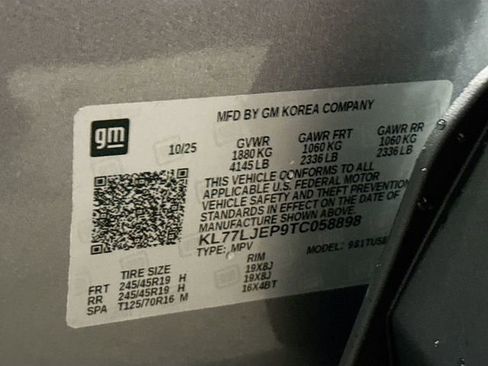 MFD BY GM KOREA COMPANY
gm
10/25
GVWR GAWR FRT GAWR RR
1880 KG 1060 KG 1060 KG
4145 LB 2336 LB 2336 LB
THIS VEHICLE CONFORMS TO ALL
APPLICABLE U.S. FEDERAL MOTOR
VEHICLE SAFETY AND THEFT PREVENTION
STANDARDS IN EFFECT ON THE DATE OF
MANUFACTURE SHOWN ABOVE.
KL77LJEP9TC058898
TYPE: MPV MODEL:
TIRE SIZE RIM
FRT 245/45R19 H 19X8J
RR 245/45R19 H 19X8J
SPA T125/70R16 M 16X4BT